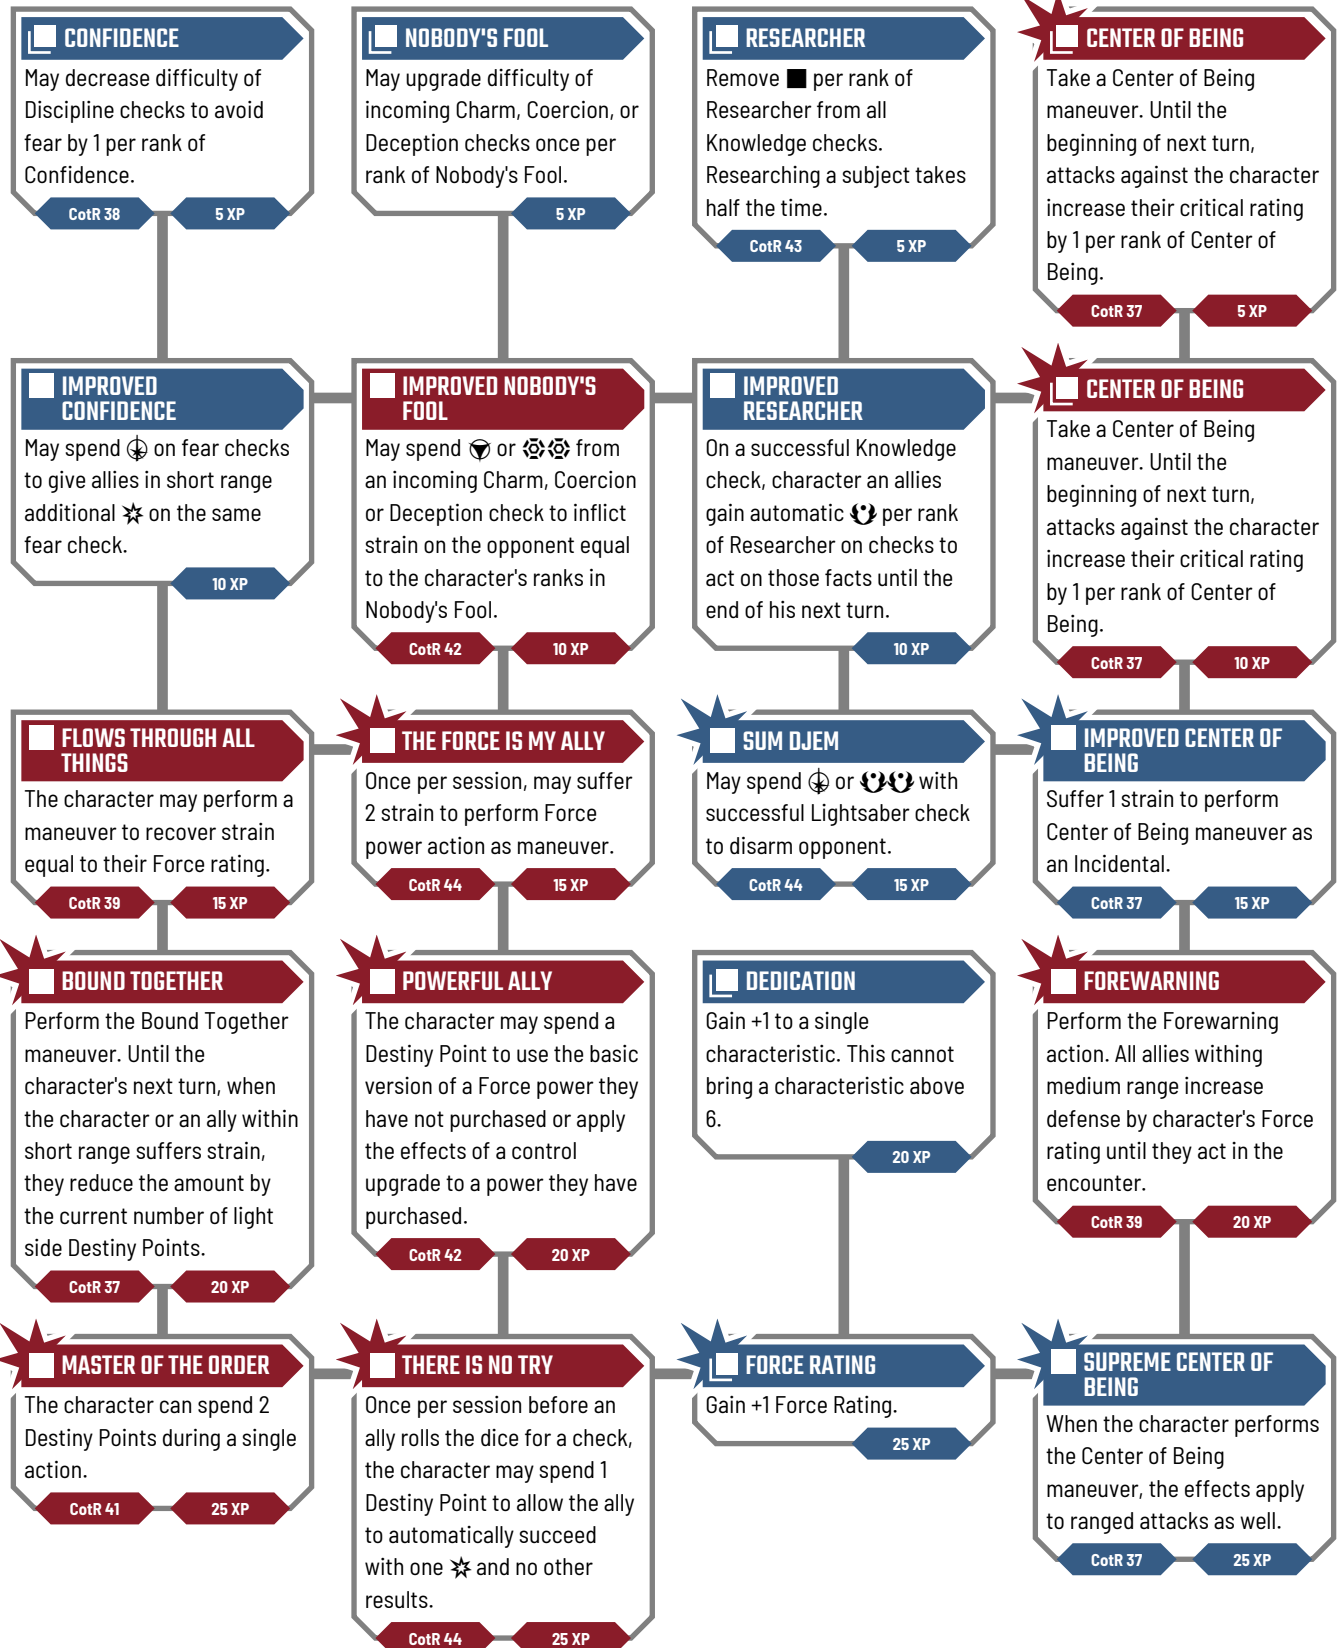 CONFIDENCE
May decrease difficulty of
Discipline checks to avoid
fear by 1 per rank of
Confidence.
CotR 38
5 XP
NOBODY'S FOOL
May upgrade difficulty of
incoming Charm, Coercion, or
Deception checks once per
rank of Nobody's Fool.
5 XP
RESEARCHER
Remove ■ per rank of
Researcher from all
Knowledge checks.
Researching a subject takes
half the time.
CotR 43
5 XP
CENTER OF BEING
Take a Center of Being
maneuver. Until the
beginning of next turn,
attacks against the character
increase their critical rating
by 1 per rank of Center of
Being.
CotR 37
5 XP
IMPROVED
CONFIDENCE
May spend on fear checks
to give allies in short range
additional on the same
fear check.
10 XP
IMPROVED NOBODY'S
FOOL
May spend or from
an incoming Charm, Coercion
or Deception check to inflict
strain on the opponent equal
to the character's ranks in
Nobody's Fool.
CotR 42
10 XP
IMPROVED
RESEARCHER
On a successful Knowledge
check, character an allies
gain automatic per rank
of Researcher on checks to
act on those facts until the
end of his next turn.
10 XP
CENTER OF BEING
Take a Center of Being
maneuver. Until the
beginning of next turn,
attacks against the character
increase their critical rating
by 1 per rank of Center of
Being.
CotR 37
10 XP
FLOWS THROUGH ALL
THINGS
The character may perform a
maneuver to recover strain
equal to their Force rating.
CotR 39
15 XP
THE FORCE IS MY ALLY
Once per session, may suffer
2 strain to perform Force
power action as maneuver.
CotR 44
15 XP
SUM DJEM
May spend or with
successful Lightsaber check
to disarm opponent.
CotR 44
15 XP
IMPROVED CENTER OF
BEING
Suffer 1 strain to perform
Center of Being maneuver as
an Incidental.
CotR 37
15 XP
BOUND TOGETHER
Perform the Bound Together
maneuver. Until the
character's next turn, when
the character or an ally within
short range suffers strain,
they reduce the amount by
the current number of light
side Destiny Points.
CotR 37
20 XP
POWERFUL ALLY
The character may spend a
Destiny Point to use the basic
version of a Force power they
have not purchased or apply
the effects of a control
upgrade to a power they have
purchased.
CotR 42
20 XP
DEDICATION
Gain +1 to a single
characteristic. This cannot
bring a characteristic above
6.
20 XP
FOREWARNING
Perform the Forewarning
action. All allies withing
medium range increase
defense by character's Force
rating until they act in the
encounter.
CotR 39
20 XP
MASTER OF THE ORDER
The character can spend 2
Destiny Points during a single
action.
CotR 41
25 XP
THERE IS NO TRY
Once per session before an
ally rolls the dice for a check,
the character may spend 1
Destiny Point to allow the ally
to automatically succeed
with one and no other
results.
CotR 44
25 XP
FORCE RATING
Gain +1 Force Rating.
25 XP
SUPREME CENTER OF
BEING
When the character performs
the Center of Being
maneuver, the effects apply
to ranged attacks as well.
CotR 37
25 XP